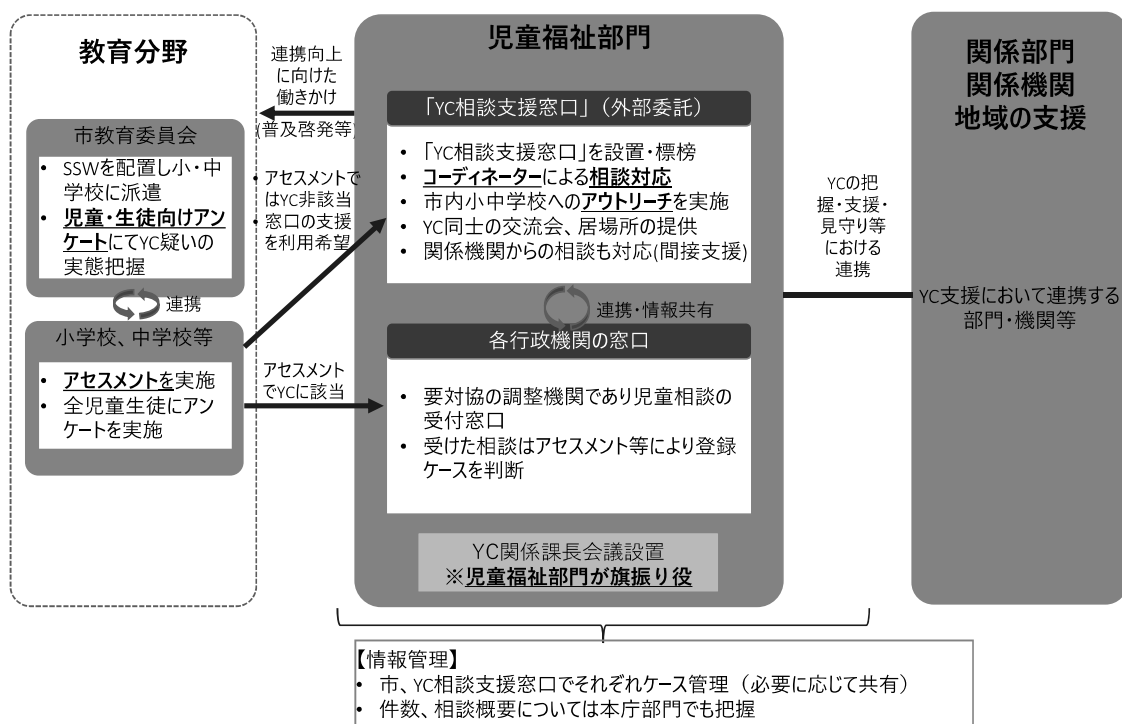 教育分野
市教育委員会
• SSWを配置し小・中
学校に派遣
• 児童・生徒向けアン
ケートにてYC疑いの
実態把握
連携
小学校、中学校等
• アセスメントを実施
• 全児童生徒にアン
ケートを実施
連携向上
に向けた
働きかけ
(普及啓発等)
• アセスメントで
はYC非該当
• 窓口の支援
を利用希望
アセスメント
でYCに該当
児童福祉部門
「YC相談支援窓口」（外部委託）
• 「YC相談支援窓口」を設置・標榜
• コーディネーターによる相談対応
• 市内小中学校へのアウトリーチを実施
• YC同士の交流会、居場所の提供
• 関係機関からの相談も対応(間接支援)
連携・情報共有
各行政機関の窓口
• 要対協の調整機関であり児童相談の
受付窓口
• 受けた相談はアセスメント等により登録
ケースを判断
YC関係課長会議設置
※児童福祉部門が旗振り役
YCの把
握・支援・
見守り等
における
連携
関係部門
関係機関
地域の支援
YC支援において連携する
部門・機関等
【情報管理】
• 市、YC相談支援窓口でそれぞれケース管理（必要に応じて共有）
• 件数、相談概要については本庁部門でも把握